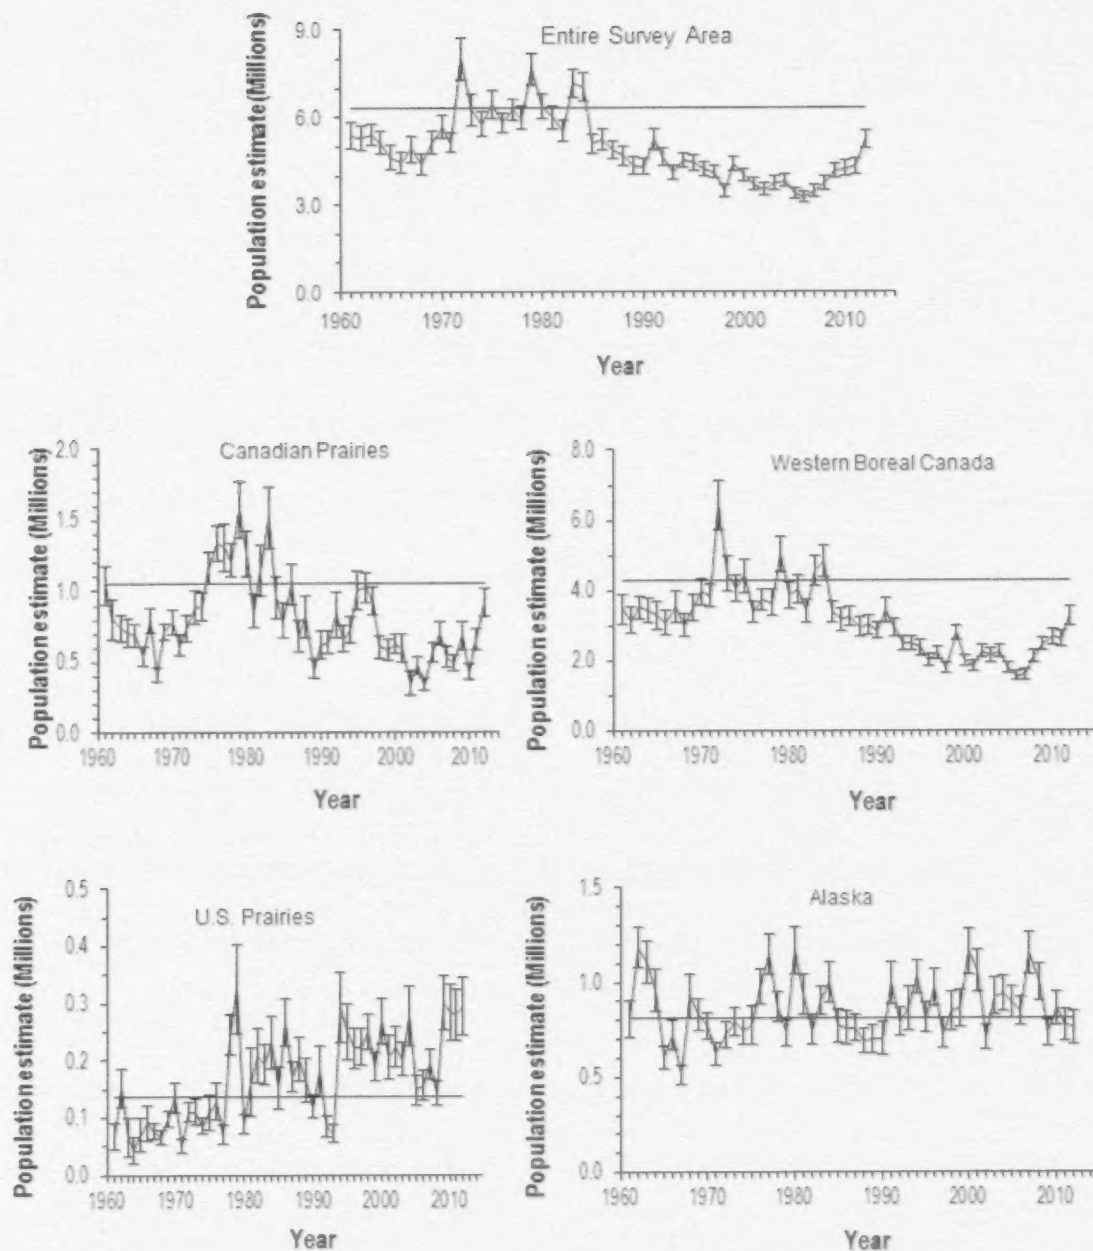 Entire Survey Area
Population estimate (Millions)
9.0
6.0
3.0
0.0
1960 1970 1980 1990 2000 2010
Year
Canadian Prairies
Population estimate (Millions)
2.0
1.5
1.0
0.5
0.0
1960 1970 1980 1990 2000 2010
Year
Western Boreal Canada
Population estimate (Millions)
8.0
6.0
4.0
2.0
0.0
1960 1970 1980 1990 2000 2010
Year
U.S. Prairies
Population estimate (Millions)
0.5
0.4
0.3
0.2
0.1
0.0
1960 1970 1980 1990 2000 2010
Year
Alaska
Population estimate (Millions)
1.5
1.0
0.5
0.0
1960 1970 1980 1990 2000 2010
Year